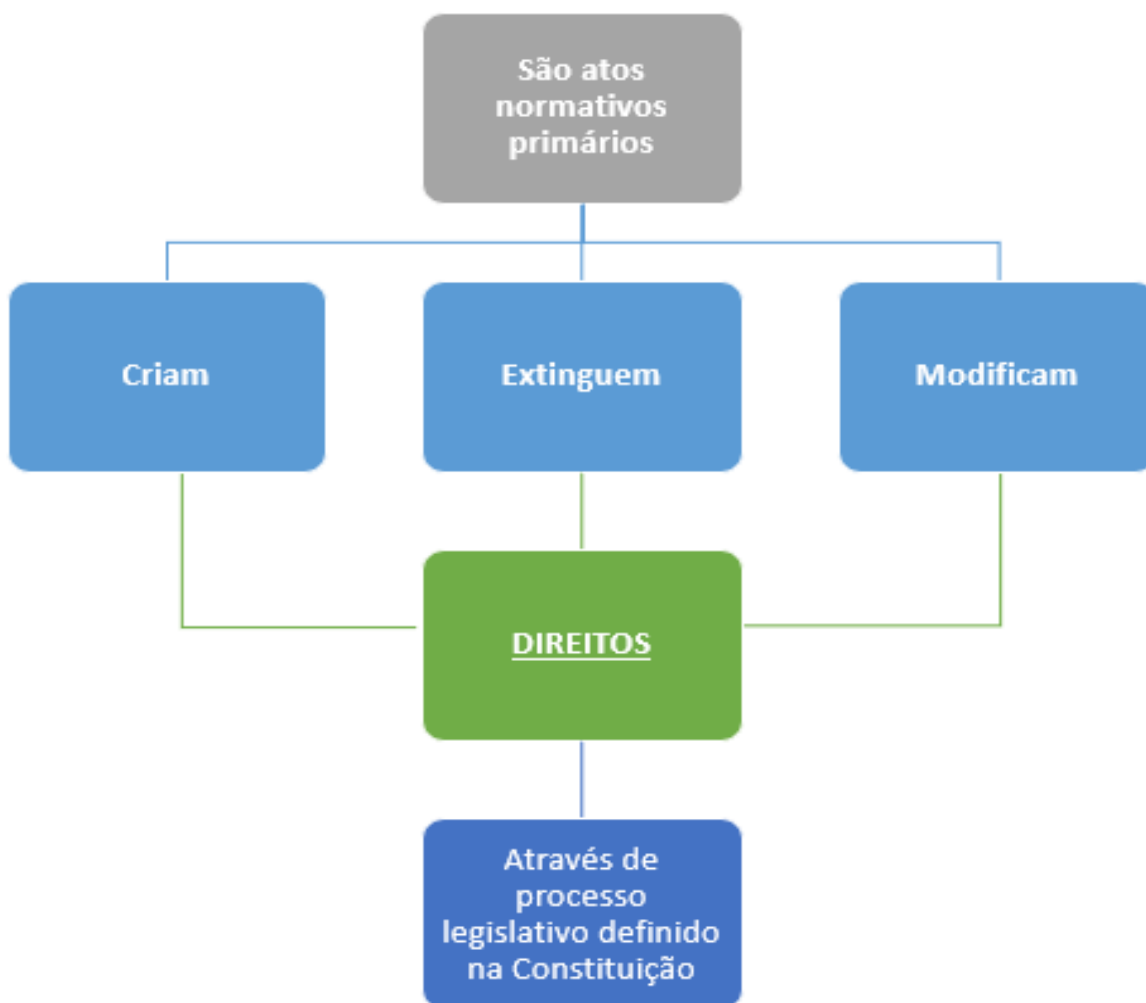 São atos
normativos
primários
Criam
Extinguem
Modificam
DIREITOS
Através de
processo
legislativo definido
na Constituição